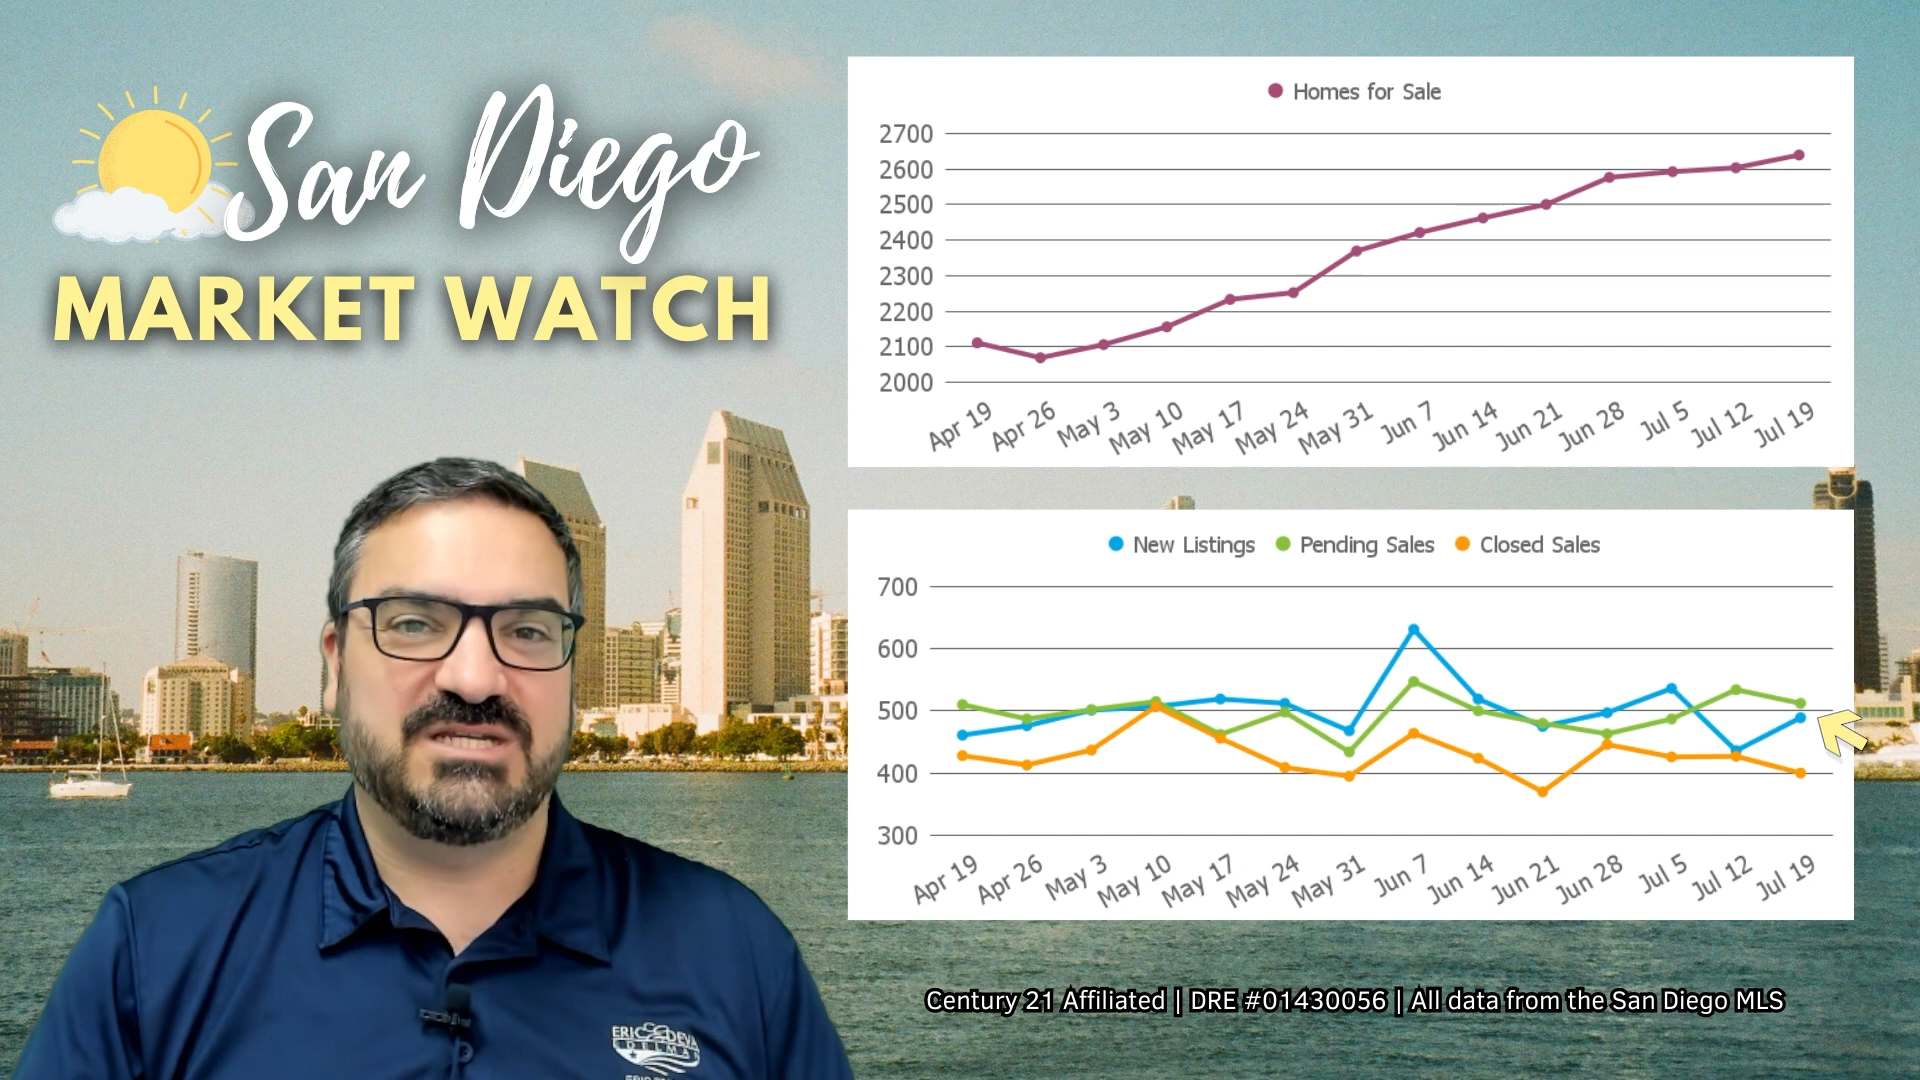 San Diego
MARKET WATCH
Homes for Sale
2700
2600
2500
2400
2300
2200
2100
2000
Apr 19 Apr 26 May 3 May 10 May 17 May 24 May 31 Jun 7 Jun 14 Jun 21 Jun 28 Jul 5 Jul 12 Jul 19
New Listings Pending Sales Closed Sales
700
600
500
400
300
Apr 19 Apr 26 May 3 May 10 May 17 May 24 May 31 Jun 7 Jun 14 Jun 21 Jun 28 Jul 5 Jul 12 Jul 19
Century 21 Affiliated | DRE #01430056 | All data from the San Diego MLS
ERIC & DEVA
EDELMAN